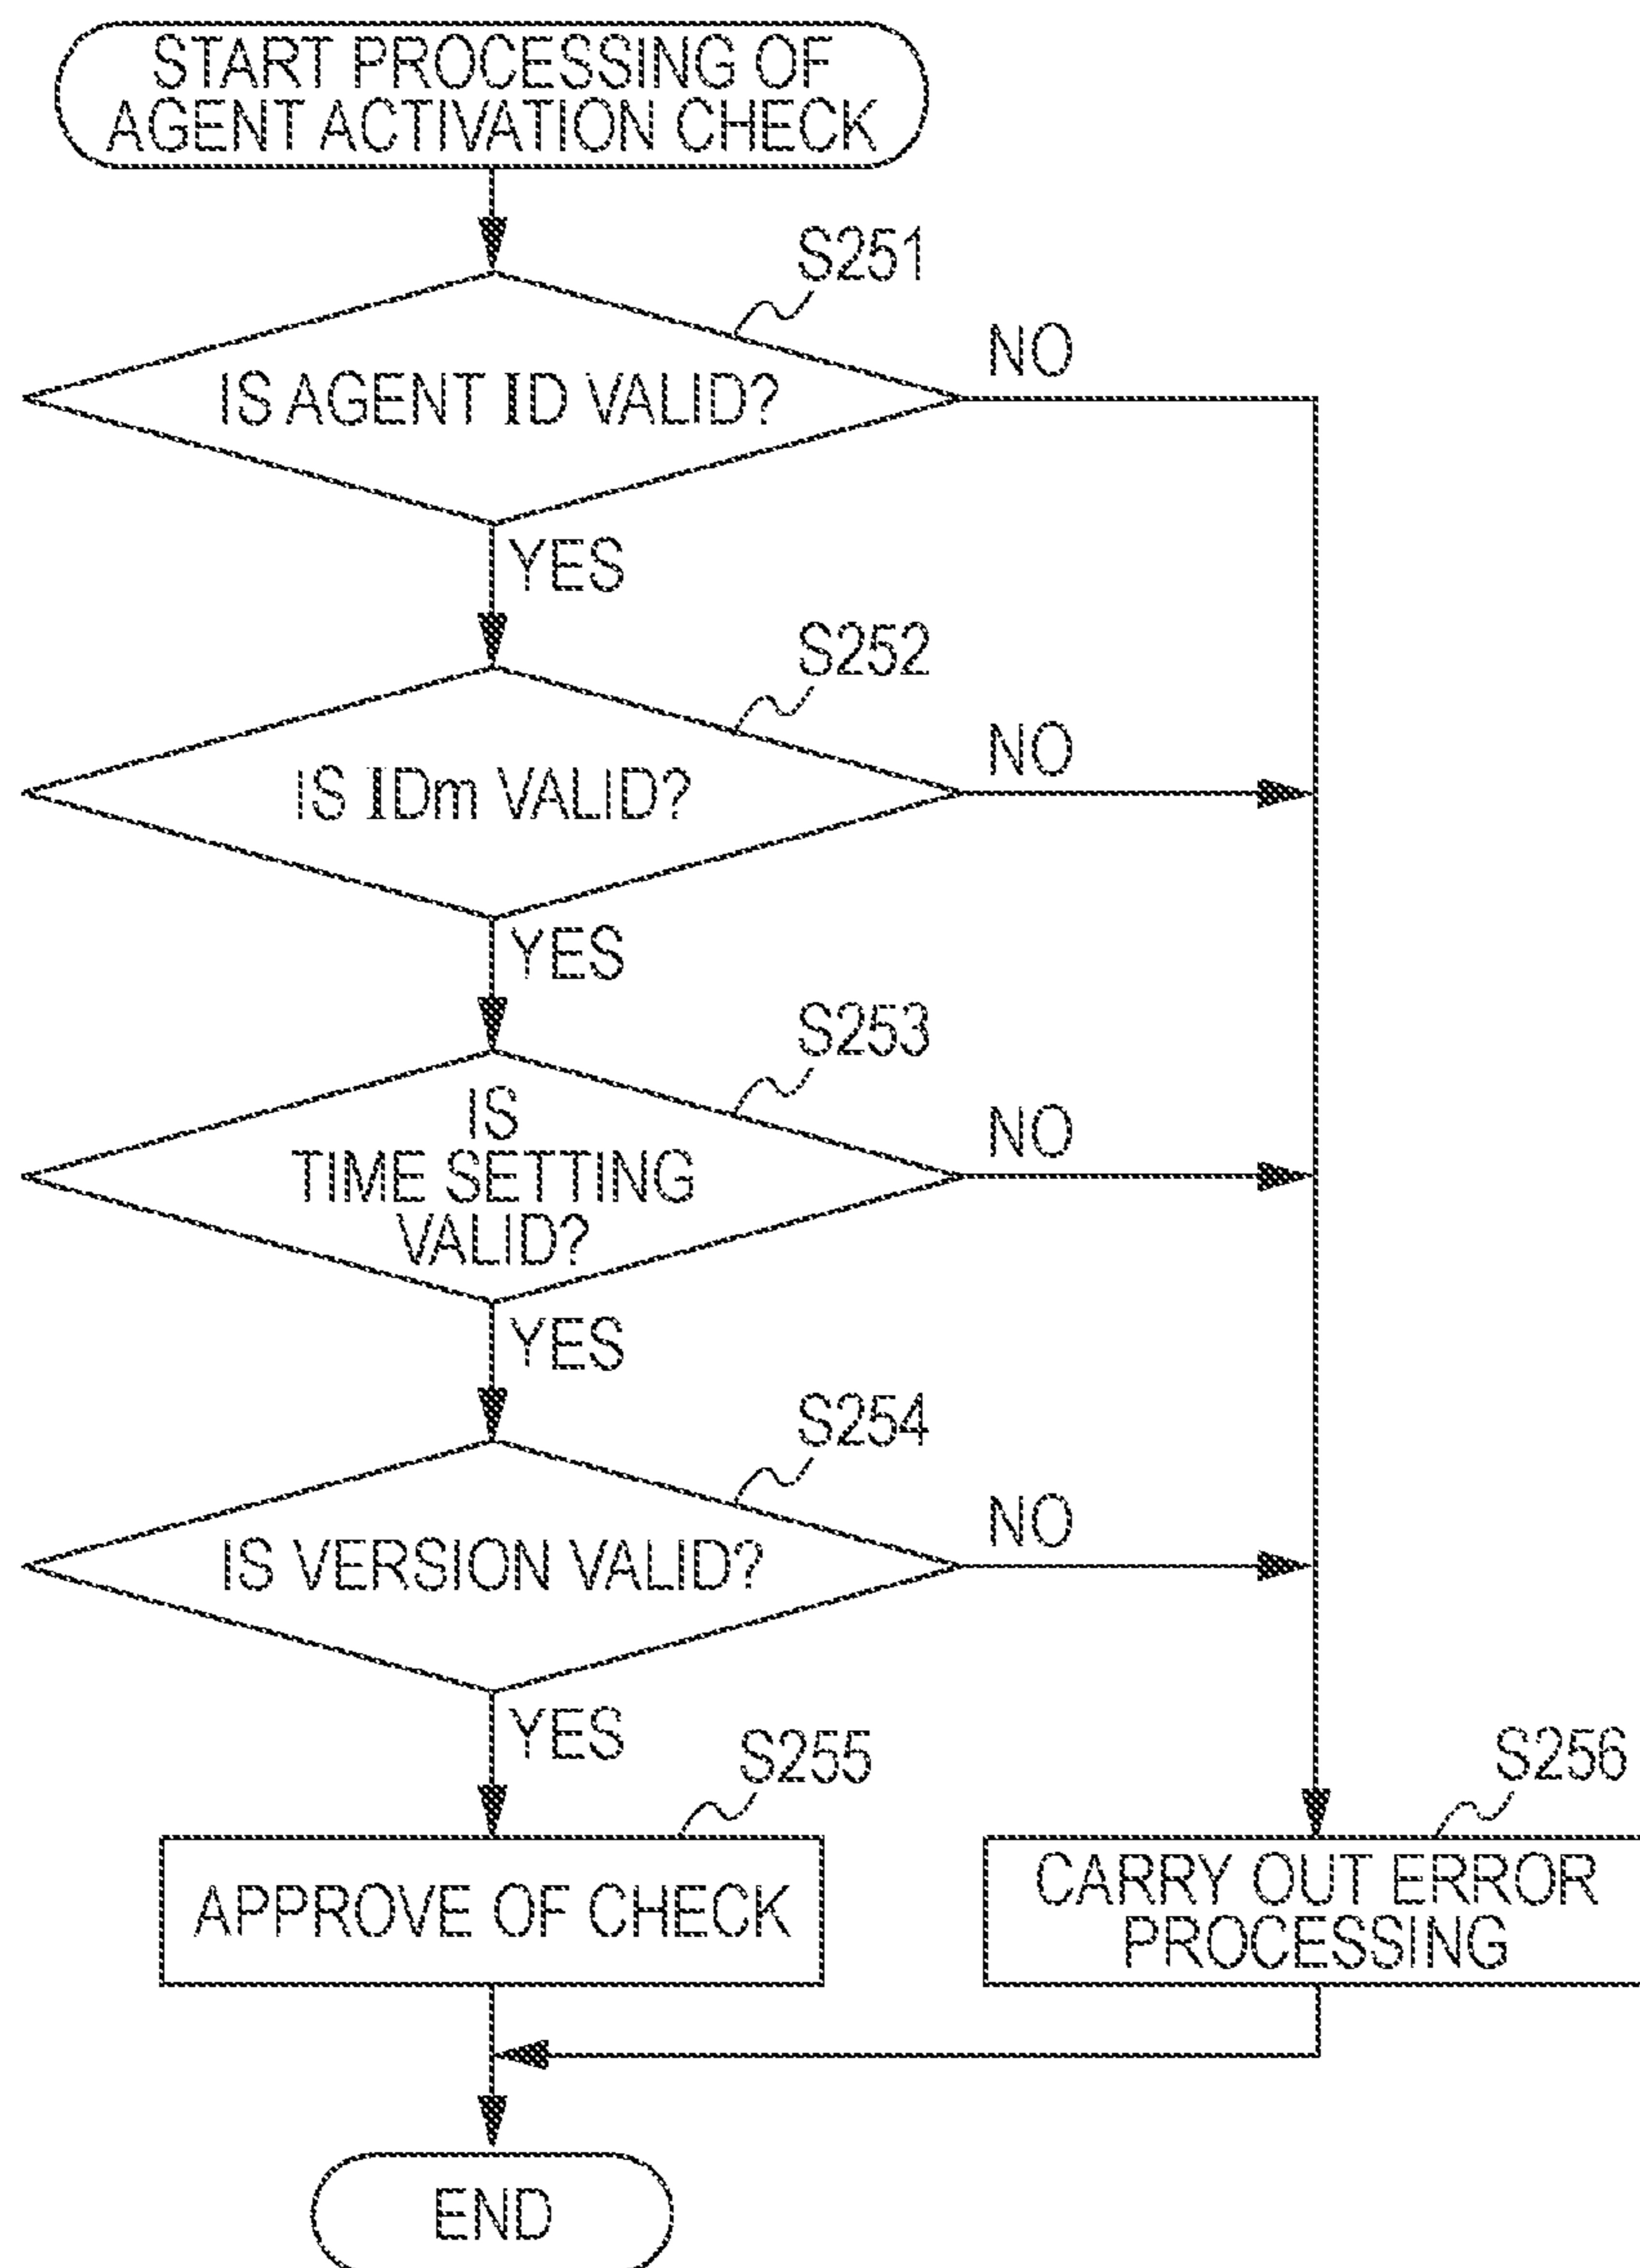 START PROCESSING OF
AGENT ACTIVATION CHECK
S251
IS AGENT ID VALID?
NO
YES
S252
IS IDm VALID?
NO
YES
S253
IS
TIME SETTING
VALID?
NO
YES
S254
IS VERSION VALID?
NO
YES
S255
APPROVE OF CHECK
S256
CARRY OUT ERROR
PROCESSING
END